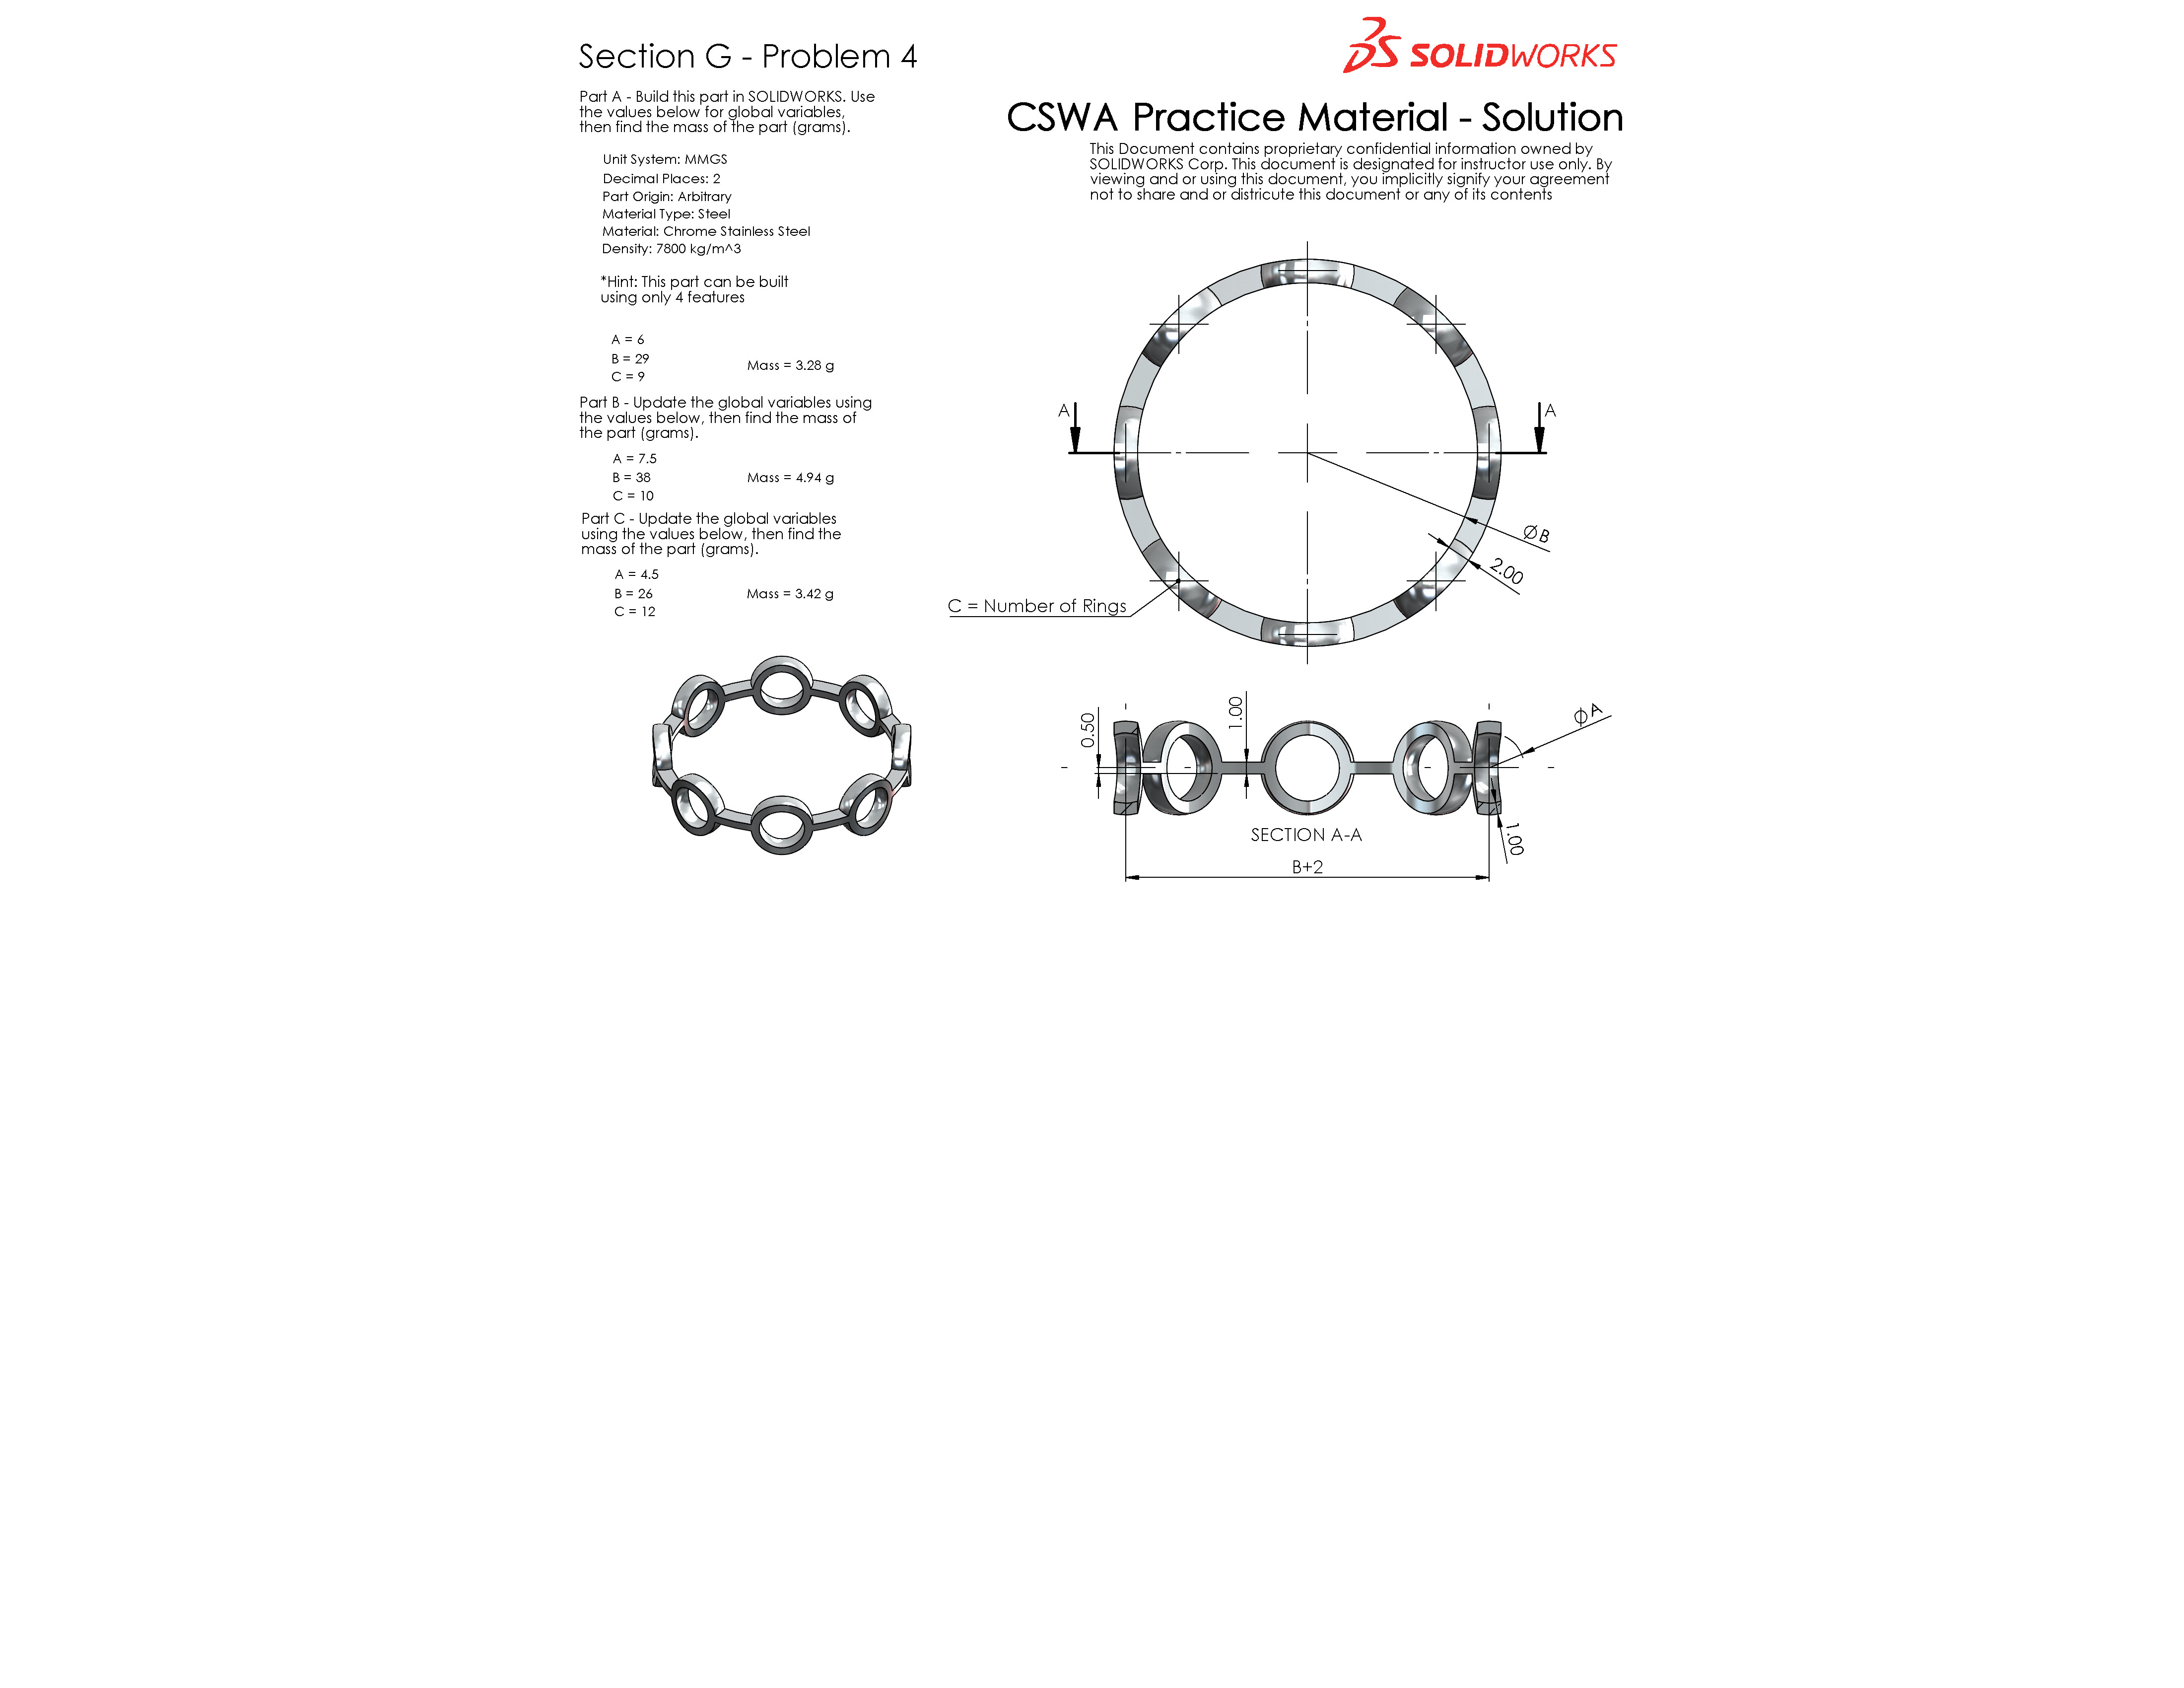 Section G - Problem 4
Part A - Build this part in SOLIDWORKS. Use
the values below for global variables,
then find the mass of the part (grams).
Unit System: MMGS
Decimal Places: 2
Part Origin: Arbitrary
Material Type: Steel
Material: Chrome Stainless Steel
Density: 7800 kg/m^3
*Hint: This part can be built
using only 4 features
A = 6
B = 29
C = 9
Mass = 3.28 g
Part B - Update the global variables using
the values below, then find the mass of
the part (grams).
A = 7.5
B = 38
C = 10
Mass = 4.94 g
Part C - Update the global variables
using the values below, then find the
mass of the part (grams).
A = 4.5
B = 26
C = 12
Mass = 3.42 g
3S SOLIDWORKS
CSWA Practice Material - Solution
This Document contains proprietary confidential information owned by
SOLIDWORKS Corp. This document is designated for instructor use only. By
viewing and or using this document, you implicitly signify your agreement
not to share and or districute this document or any of its contents
A
A
ØB
2.00
C = Number of Rings
0.50
1.00
ØA
1.00
SECTION A-A
B+2